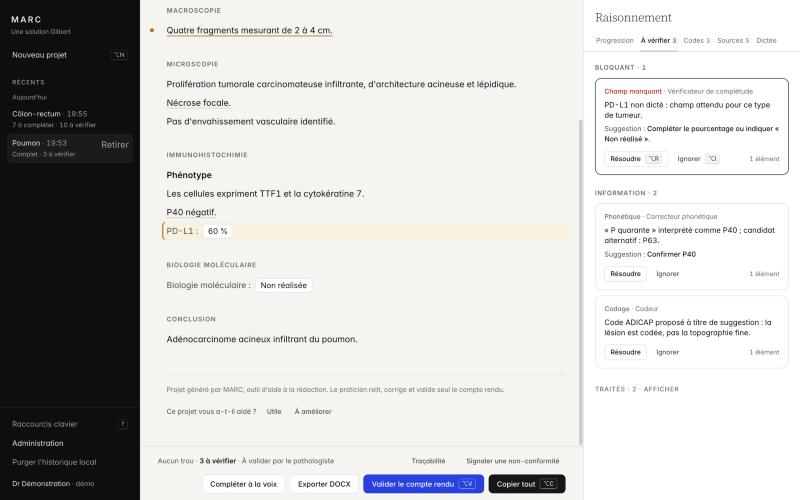 MARC
Une solution Gilbert
Nouveau projet ⌥N
RÉCENTS
Aujourd'hui
Côlon-rectum · 19:55
7 à compléter · 10 à vérifier
Poumon · 19:53 Retirer
Complet · 3 à vérifier
Raccourcis clavier ?
Administration
Purger l'historique local
Dr Démonstration · démo
MACROSCOPIE
Quatre fragments mesurant de 2 à 4 cm.
MICROSCOPIE
Prolifération tumorale carcinomateuse infiltrante, d'architecture acineuse et lépidique.
Nécrose focale.
Pas d'envahissement vasculaire identifié.
IMMUNOHISTOCHIMIE
Phénotype
Les cellules expriment TTF1 et la cytokératine 7.
P40 négatif.
PD-L1 : 60 %
BIOLOGIE MOLÉCULAIRE
Biologie moléculaire : Non réalisée
CONCLUSION
Adénocarcinome acineux infiltrant du poumon.
Projet généré par MARC, outil d'aide à la rédaction. Le praticien relit, corrige et valide seul le compte rendu.
Ce projet vous a-t-il aidé ? Utile À améliorer
Aucun trou · 3 à vérifier · À valider par le pathologiste Traçabilité Signaler une non-conformité
Compléter à la voix Exporter DOCX Valider le compte rendu ⌥V Copier tout ⌥C
Raisonnement
Progression À vérifier 3 Codes 3 Sources 5 Dictée
BLOQUANT · 1
Champ manquant · Vérificateur de complétude
PD-L1 non dicté : champ attendu pour ce type
de tumeur.
Suggestion : Compléter le pourcentage ou indiquer «
Non réalisé ».
Résoudre ⌥R Ignorer ⌥I 1 élément
INFORMATION · 2
Phonétique · Correcteur phonétique
« P quarante » interprété comme P40 ; candidat
alternatif : P63.
Suggestion : Confirmer P40
Résoudre Ignorer 1 élément
Codage · Codeur
Code ADICAP proposé à titre de suggestion : la
lésion est codée, pas la topographie fine.
Résoudre Ignorer 1 élément
TRAITÉS · 2 · AFFICHER